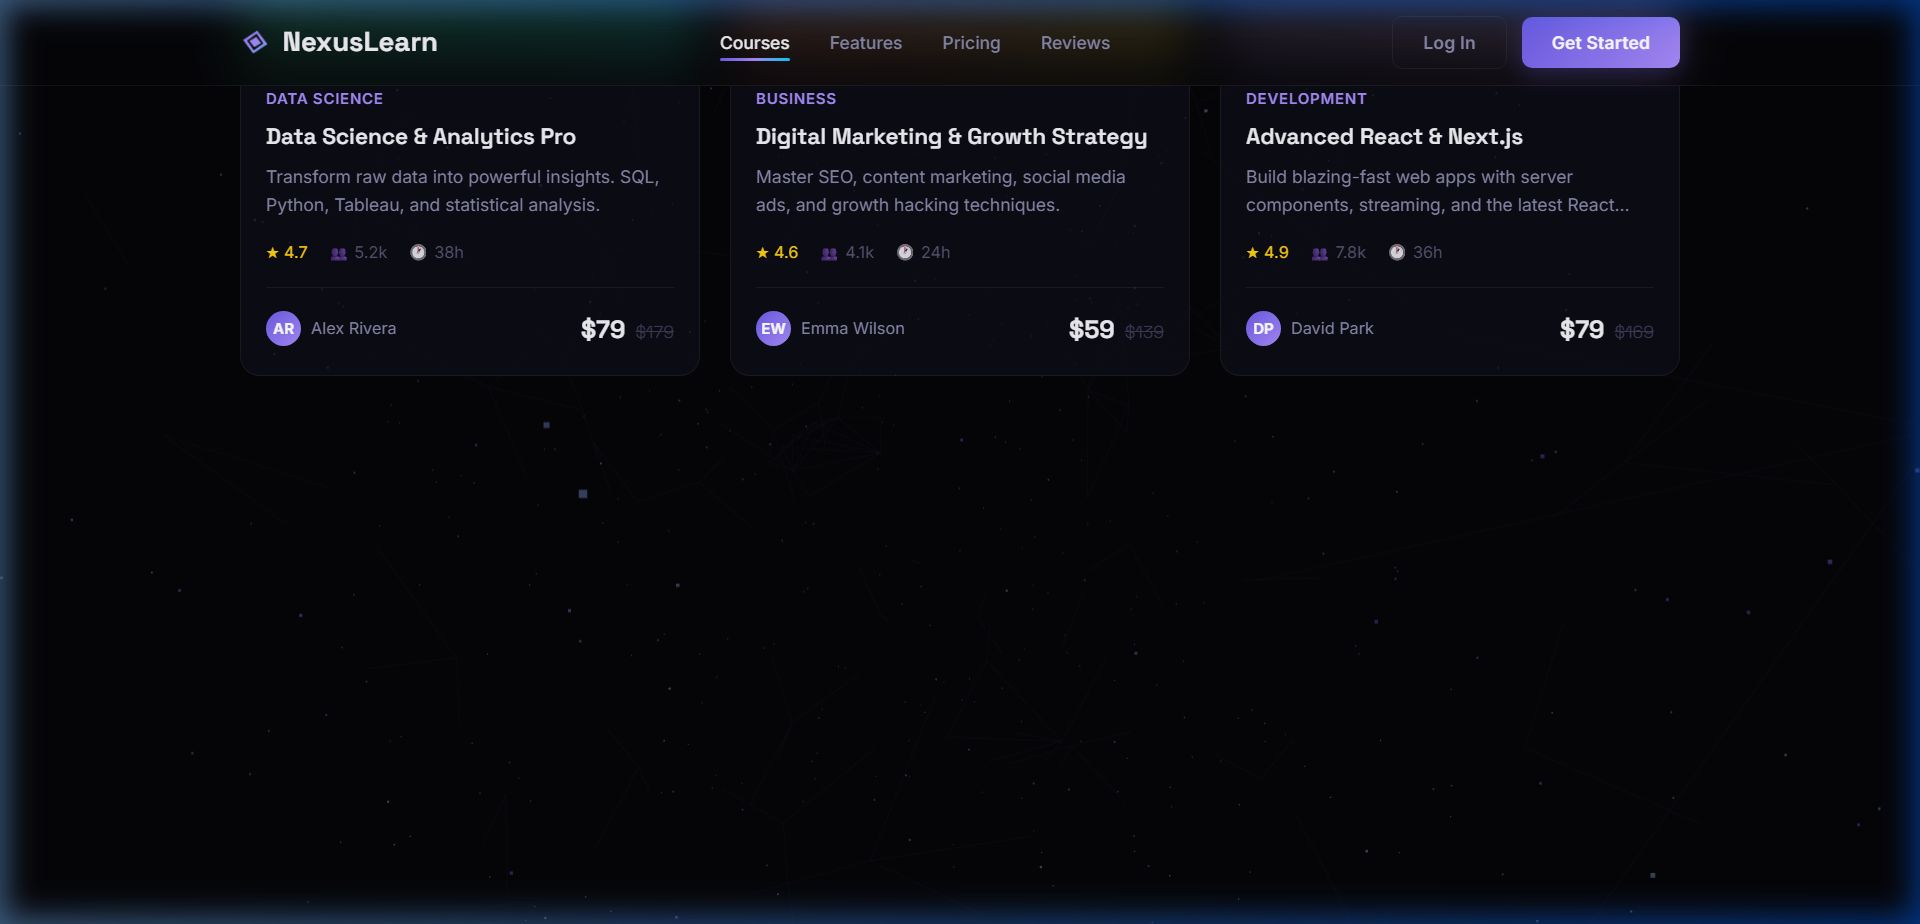 NexusLearn
Courses Features Pricing Reviews
Log In Get Started
DATA SCIENCE
Data Science & Analytics Pro
Transform raw data into powerful insights. SQL,
Python, Tableau, and statistical analysis.
★ 4.7 5.2k 38h
AR Alex Rivera $79 $179
BUSINESS
Digital Marketing & Growth Strategy
Master SEO, content marketing, social media
ads, and growth hacking techniques.
★ 4.6 4.1k 24h
EW Emma Wilson $59 $139
DEVELOPMENT
Advanced React & Next.js
Build blazing-fast web apps with server
components, streaming, and the latest React...
★ 4.9 7.8k 36h
DP David Park $79 $169